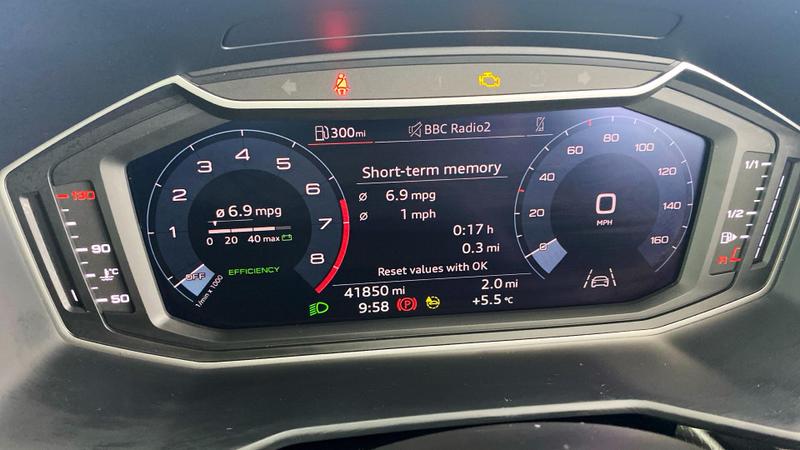 300mi
BBC Radio2
Short-term memory
ø 6.9 mpg
ø 1 mph
0:17 h
0.3 mi
Reset values with OK
41850 mi
2.0 mi
9:58
+5.5 °C
1
2
3
4
5
6
7
8
ø 6.9 mpg
0 20 40 max
EFFICIENCY
OFF
1/min x 1000
0
20
40
60
80
100
120
140
160
0
MPH
130
90
°C
50
1/1
1/2
R
(P)